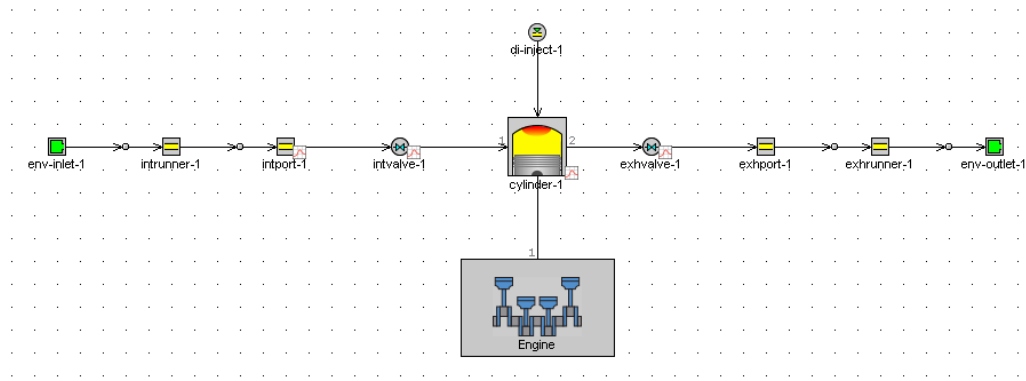 di-inject-1
1
2
env-inlet-1
intrunner-1
intport-1
intvalve-1
cylinder-1
exhvalve-1
exhport-1
exhrunner-1
env-outlet-1
1
Engine